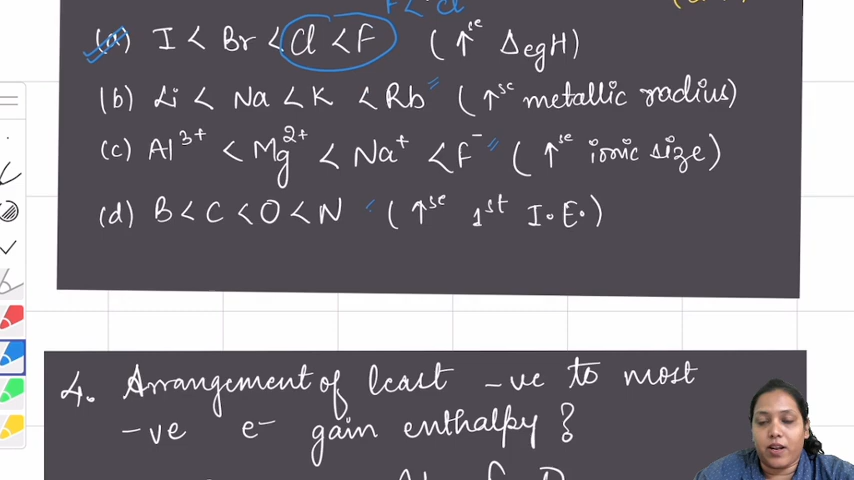 F < Cl
(a) I < Br < Cl < F (↑se ΔegH)
(b) Li < Na < K < Rb (↑se metallic radius)
(c) Al3+ < Mg2+ < Na+ < F- (↑se ionic size)
(d) B < C < O < N (↑se 1st I.E.)
4. Arrangement of least -ve to most
-ve e- gain enthalpy?